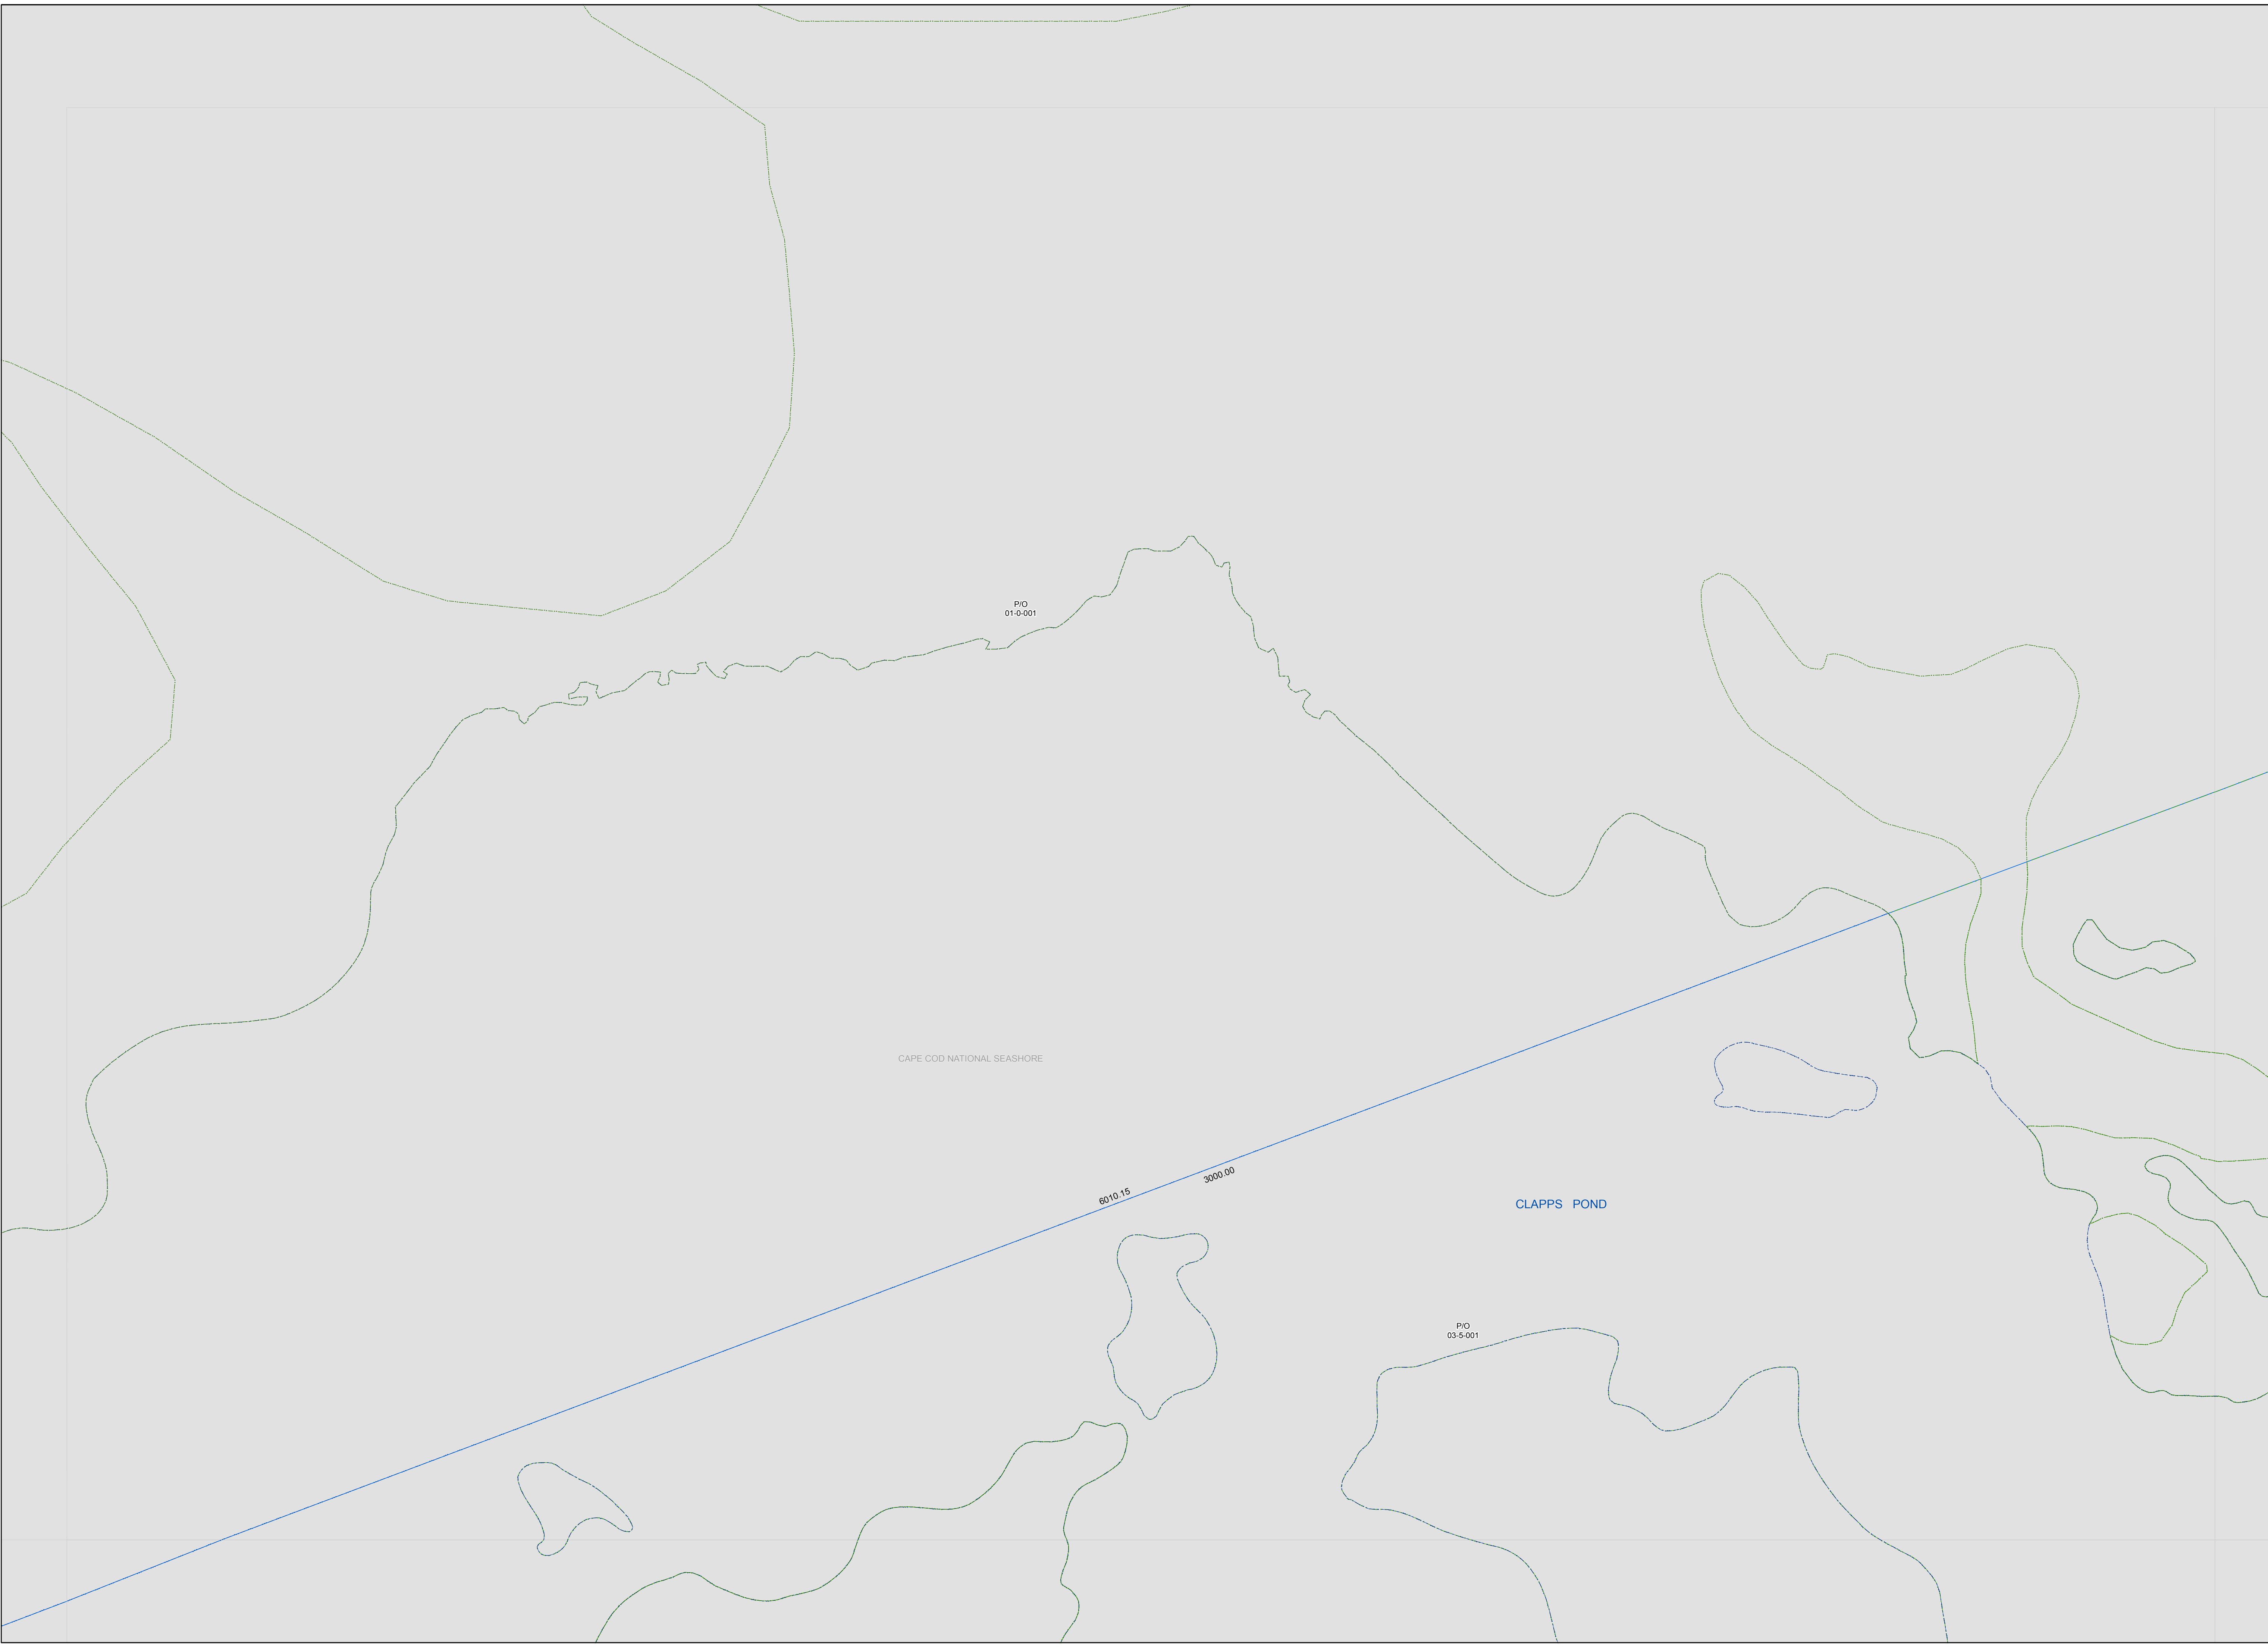 P/O
01-0-001
CAPE COD NATIONAL SEASHORE
6010.15
3000.00
CLAPPS POND
P/O
03-5-001